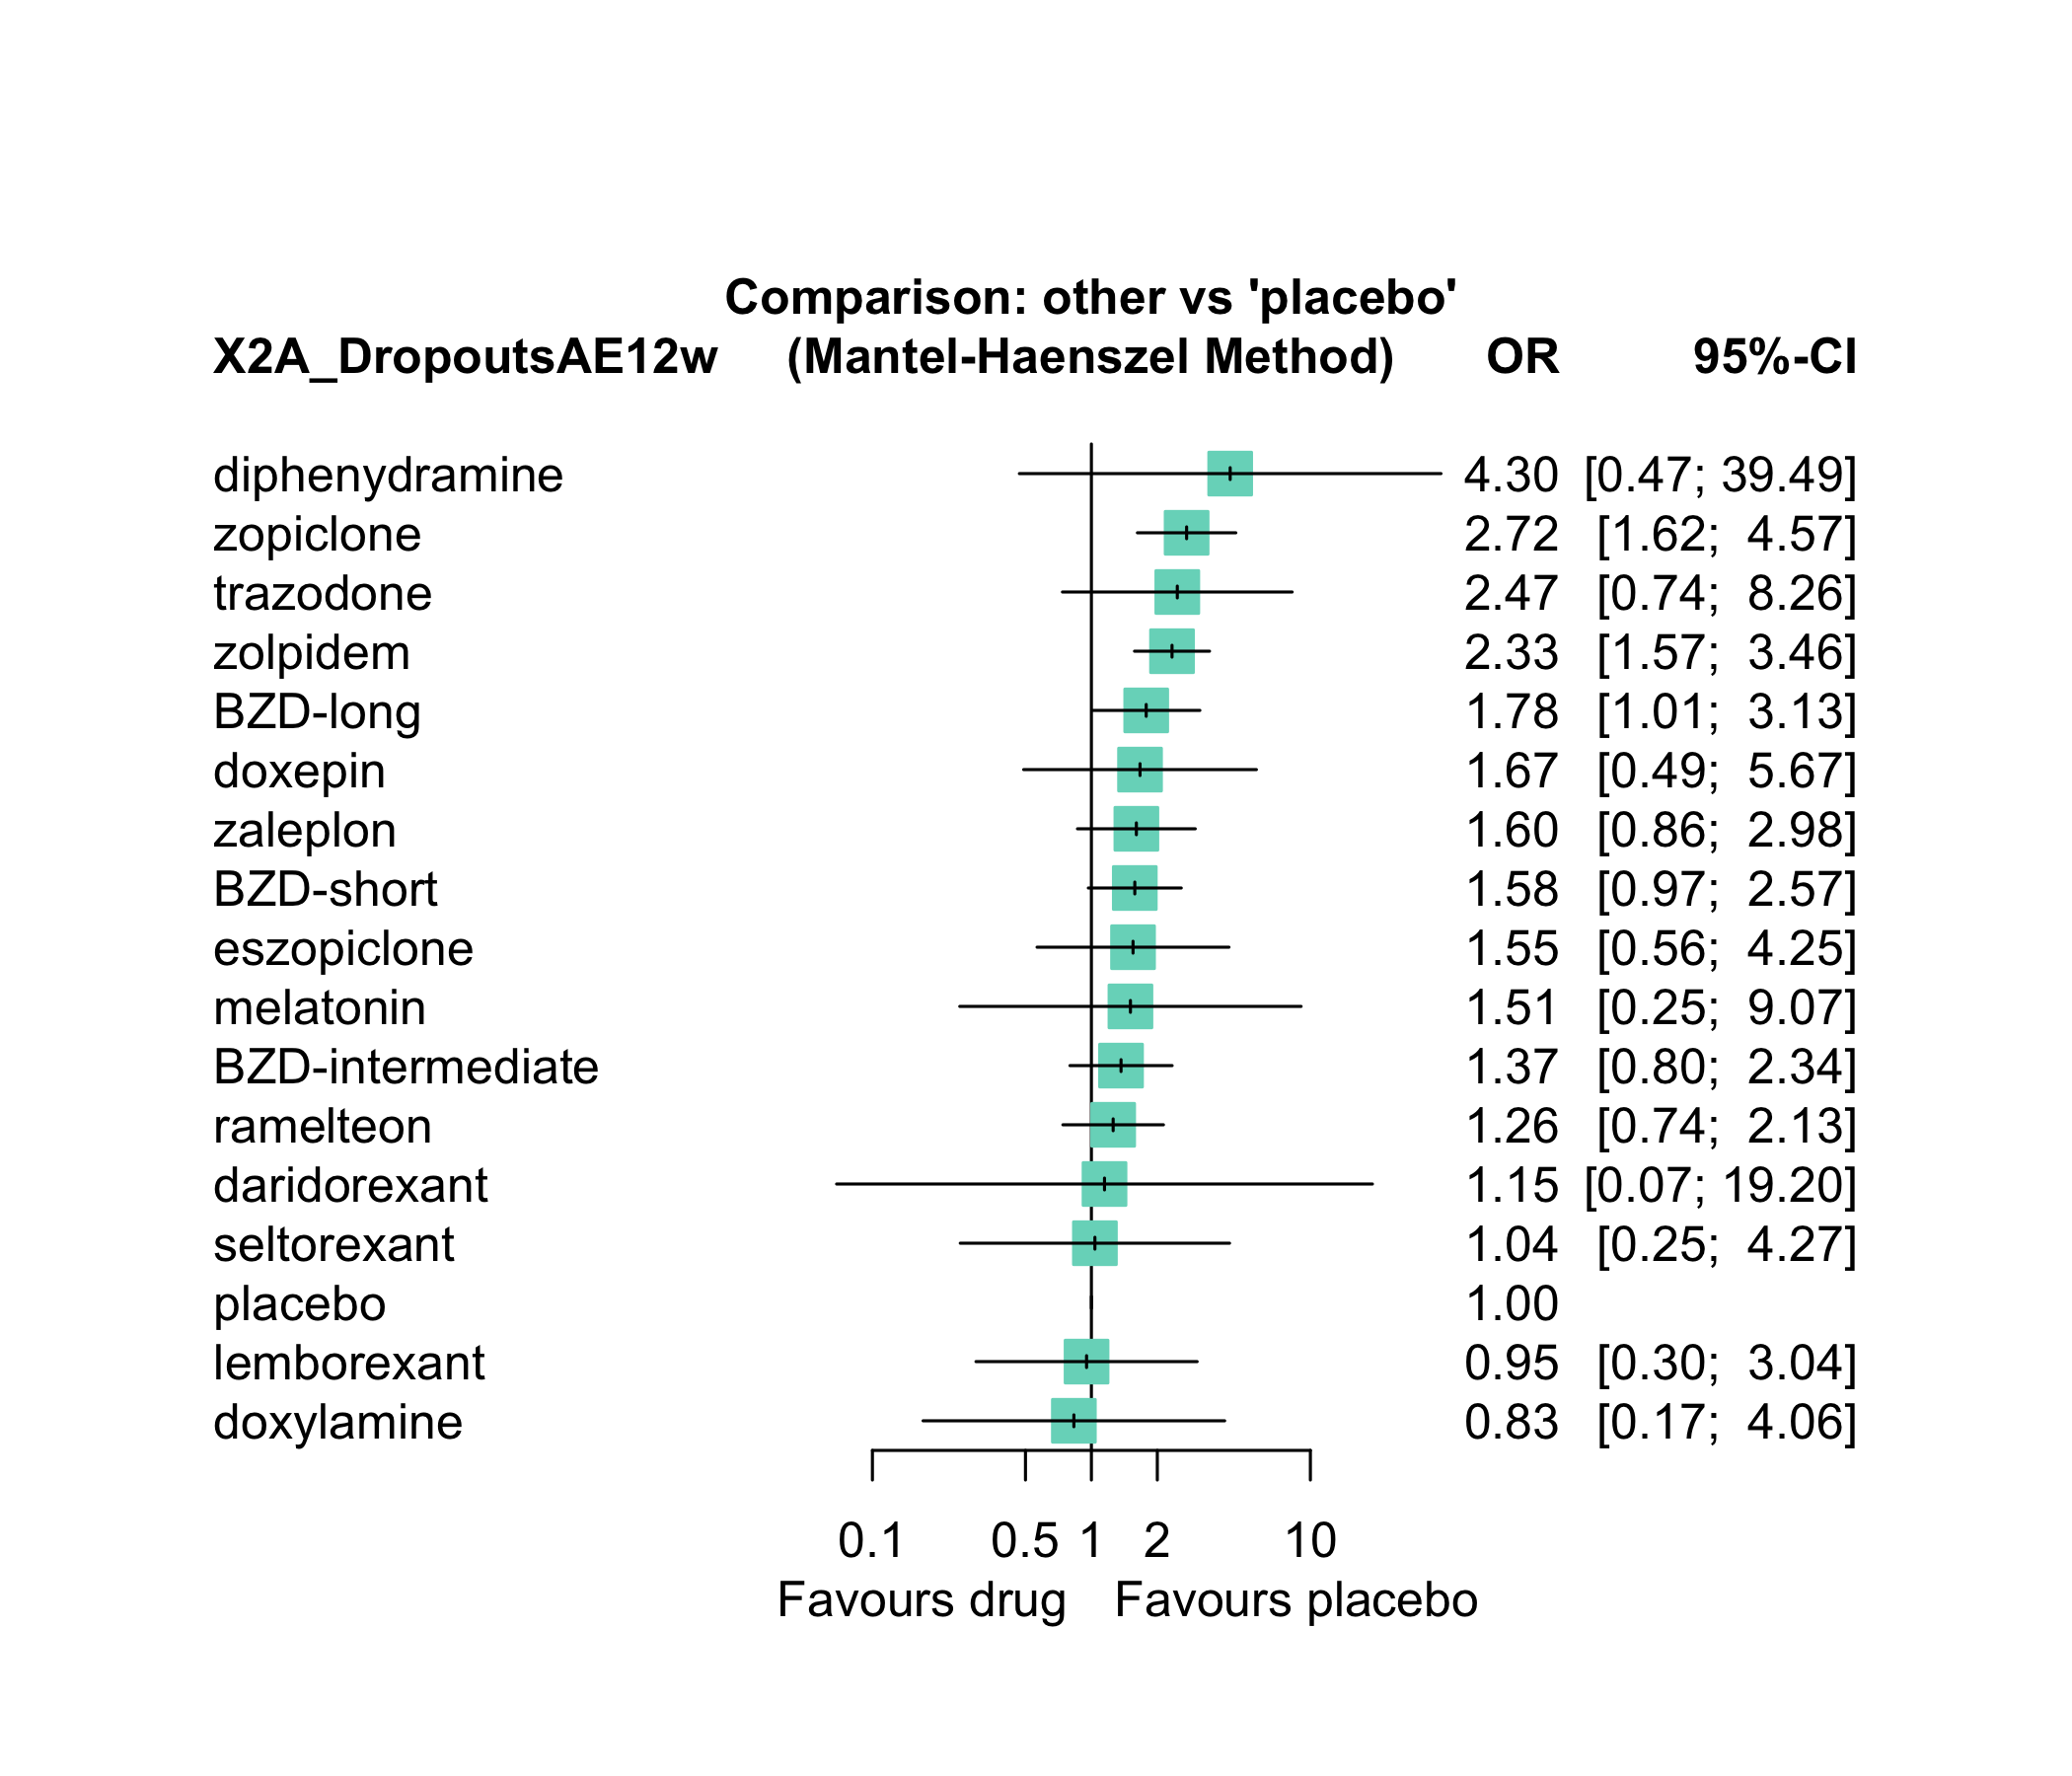 Comparison: other vs 'placebo'
X2A_DropoutsAE12w (Mantel-Haenszel Method) OR 95%-CI
diphenydramine 4.30 [0.47; 39.49]
zopiclone 2.72 [1.62; 4.57]
trazodone 2.47 [0.74; 8.26]
zolpidem 2.33 [1.57; 3.46]
BZD-long 1.78 [1.01; 3.13]
doxepin 1.67 [0.49; 5.67]
zaleplon 1.60 [0.86; 2.98]
BZD-short 1.58 [0.97; 2.57]
eszopiclone 1.55 [0.56; 4.25]
melatonin 1.51 [0.25; 9.07]
BZD-intermediate 1.37 [0.80; 2.34]
ramelteon 1.26 [0.74; 2.13]
daridorexant 1.15 [0.07; 19.20]
seltorexant 1.04 [0.25; 4.27]
placebo 1.00
lemborexant 0.95 [0.30; 3.04]
doxylamine 0.83 [0.17; 4.06]
0.1 0.5 1 2 10
Favours drug Favours placebo